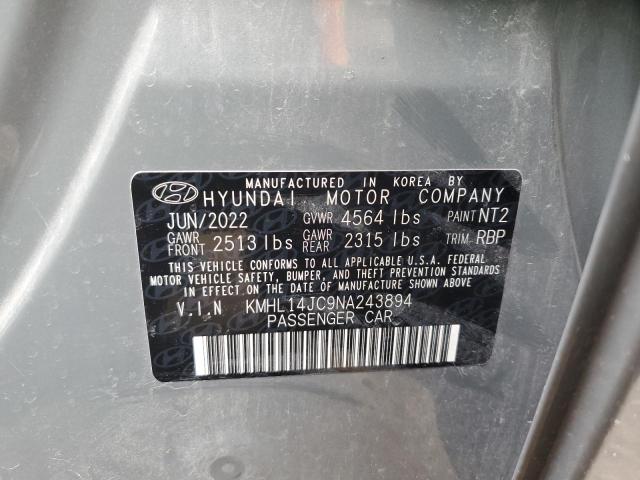 MANUFACTURED IN KOREA BY
HYUNDAI MOTOR COMPANY
JUN/2022 GVWR 4564 lbs PAINT NT2
GAWR FRONT 2513 lbs GAWR REAR 2315 lbs TRIM RBP
THIS VEHICLE CONFORMS TO ALL APPLICABLE U.S.A. FEDERAL
MOTOR VEHICLE SAFETY, BUMPER, AND THEFT PREVENTION
STANDARDS IN EFFECT ON THE DATE OF MANUFACTURE SHOWN ABOVE.
V.I.N KMHL14JC9NA243894
PASSENGER CAR